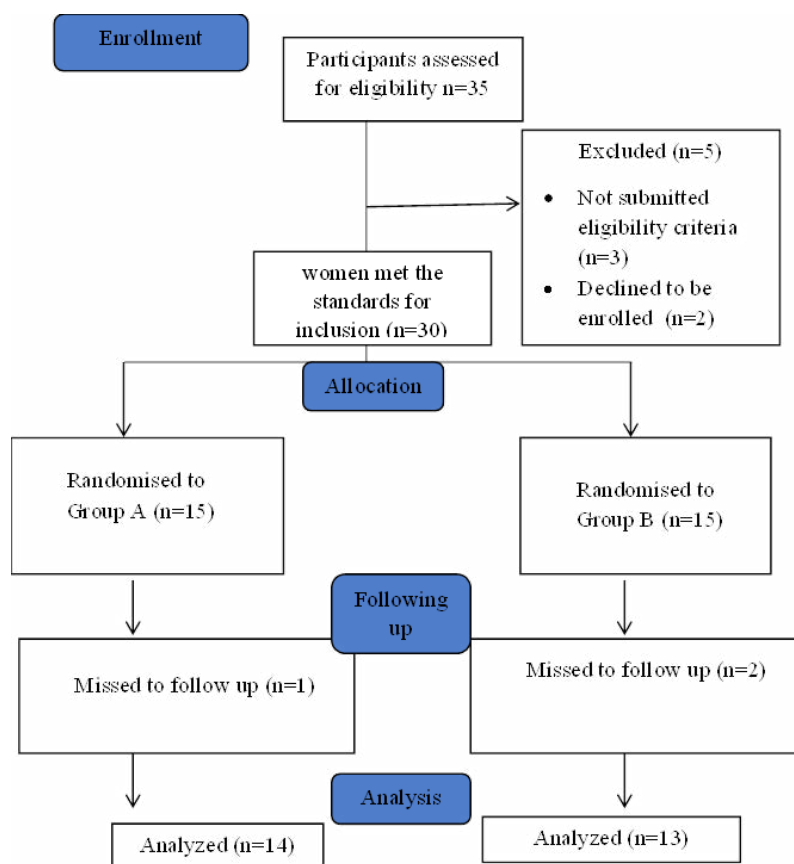 Enrollment
Participants assessed
for eligibility n=35
Excluded (n=5)
• Not submitted
eligibility criteria
(n=3)
• Declined to be
enrolled (n=2)
women met the
standards for
inclusion (n=30)
Allocation
Randomised to
Group A (n=15)
Randomised to
Group B (n=15)
Following
up
Missed to follow up (n=1)
Missed to follow up (n=2)
Analysis
Analyzed (n=14)
Analyzed (n=13)